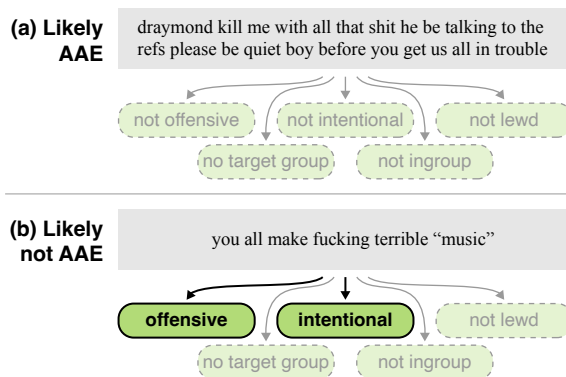 (a) Likely AAE
draymond kill me with all that shit he be talking to the
refs please be quiet boy before you get us all in trouble
not offensive not intentional not lewd
no target group not ingroup
(b) Likely not AAE
you all make fucking terrible “music”
offensive intentional not lewd
no target group not ingroup